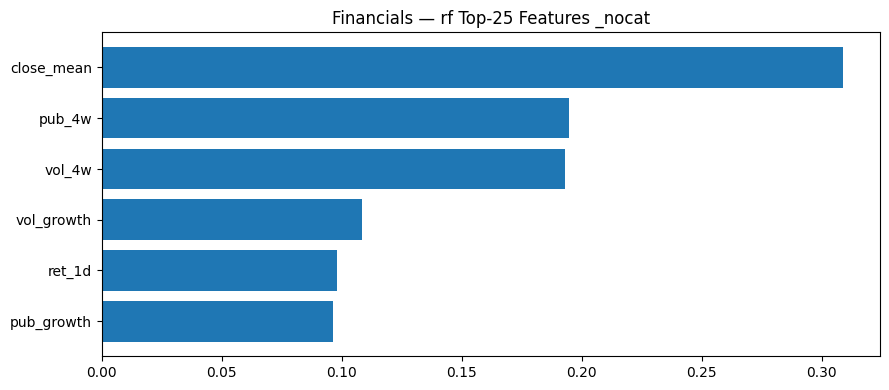 Financials — rf Top-25 Features _nocat
close_mean
pub_4w
vol_4w
vol_growth
ret_1d
pub_growth
0.00 0.05 0.10 0.15 0.20 0.25 0.30